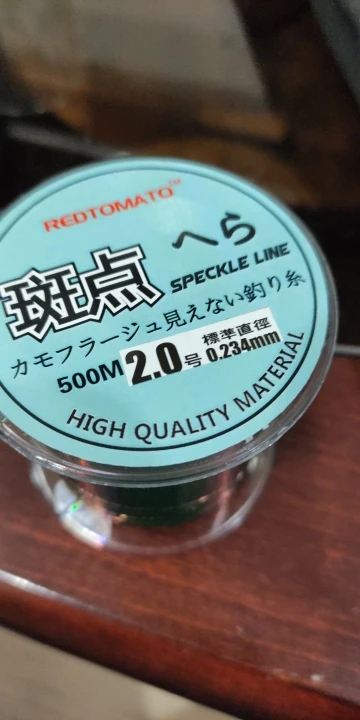 REDTOMATO™
斑点 へら
SPECKLE LINE
カモフラージュ見えない釣り糸
500M 2.0号 標準直徑 0.234mm
HIGH QUALITY MATERIAL